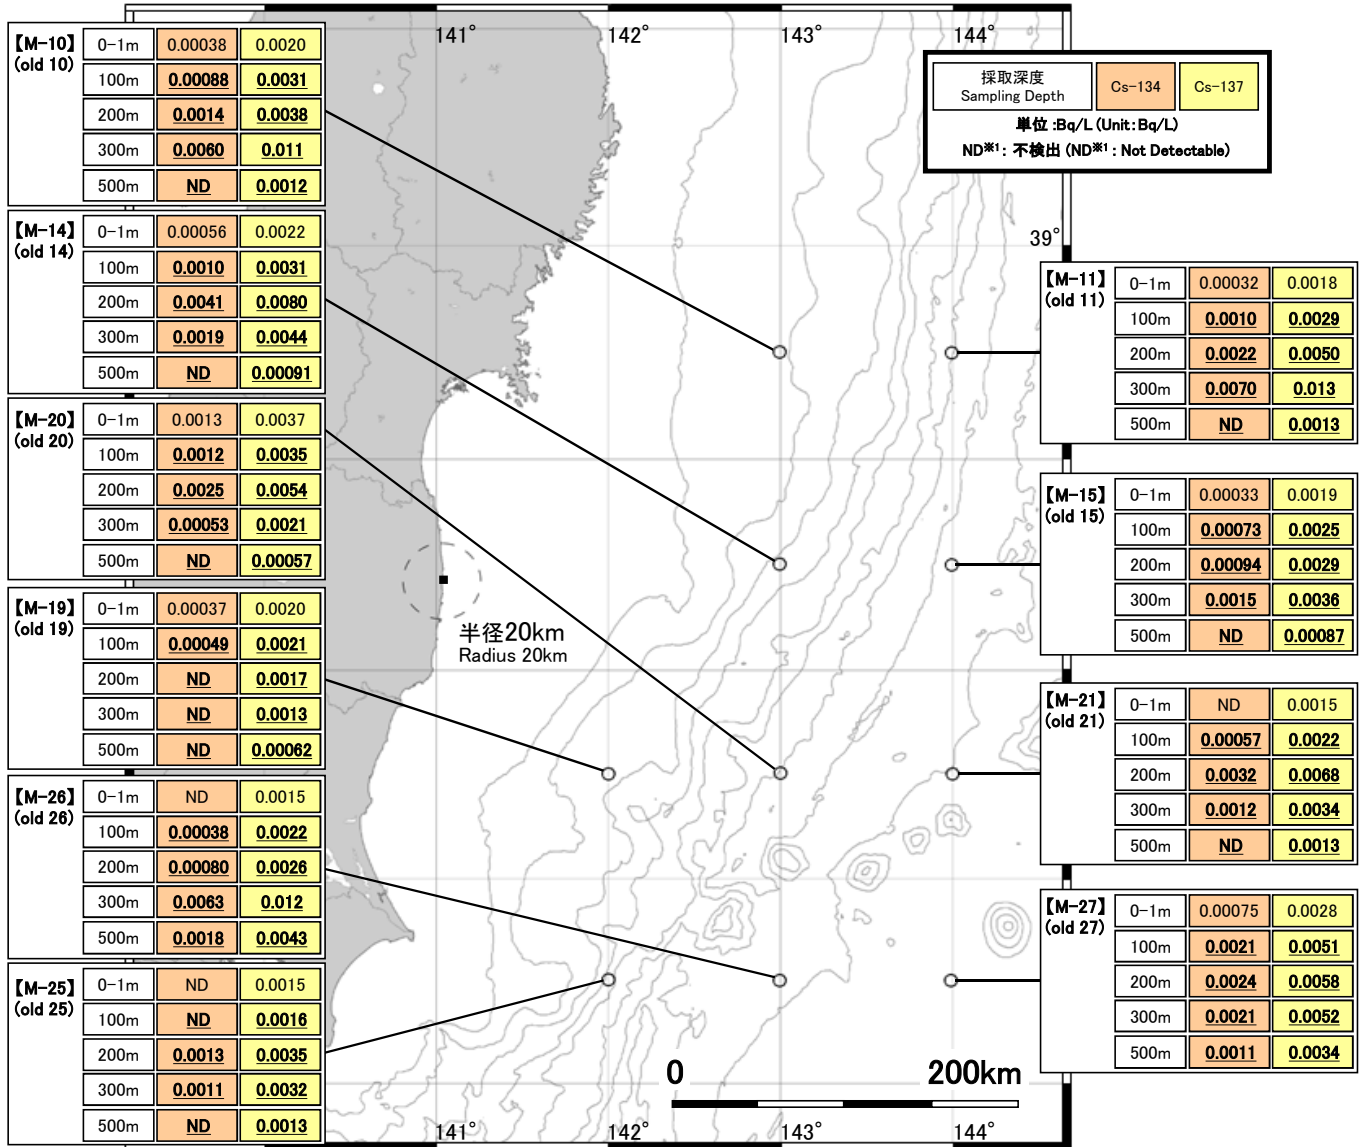 141° 142° 143° 144°
採取深度 Cs-134 Cs-137
Sampling Depth
単位:Bq/L (Unit:Bq/L)
ND※1: 不検出 (ND※1: Not Detectable)
39°
【M-10】 0-1m 0.00038 0.0020
(old 10) 100m 0.00088 0.0031
200m 0.0014 0.0038
300m 0.0060 0.011
500m ND 0.0012
【M-14】 0-1m 0.00056 0.0022
(old 14) 100m 0.0010 0.0031
200m 0.0041 0.0080
300m 0.0019 0.0044
500m ND 0.00091
【M-20】 0-1m 0.0013 0.0037
(old 20) 100m 0.0012 0.0035
200m 0.0025 0.0054
300m 0.00053 0.0021
500m ND 0.00057
【M-19】 0-1m 0.00037 0.0020
(old 19) 100m 0.00049 0.0021
200m ND 0.0017
300m ND 0.0013
500m ND 0.00062
【M-26】 0-1m ND 0.0015
(old 26) 100m 0.00038 0.0022
200m 0.00080 0.0026
300m 0.0063 0.012
500m 0.0018 0.0043
【M-25】 0-1m ND 0.0015
(old 25) 100m ND 0.0016
200m 0.0013 0.0035
300m 0.0011 0.0032
500m ND 0.0013
半径20km
Radius 20km
【M-11】 0-1m 0.00032 0.0018
(old 11) 100m 0.0010 0.0029
200m 0.0022 0.0050
300m 0.0070 0.013
500m ND 0.0013
【M-15】 0-1m 0.00033 0.0019
(old 15) 100m 0.00073 0.0025
200m 0.00094 0.0029
300m 0.0015 0.0036
500m ND 0.00087
【M-21】 0-1m ND 0.0015
(old 21) 100m 0.00057 0.0022
200m 0.0032 0.0068
300m 0.0012 0.0034
500m ND 0.0013
【M-27】 0-1m 0.00075 0.0028
(old 27) 100m 0.0021 0.0051
200m 0.0024 0.0058
300m 0.0021 0.0052
500m 0.0011 0.0034
0 200km
141° 142° 143° 144°